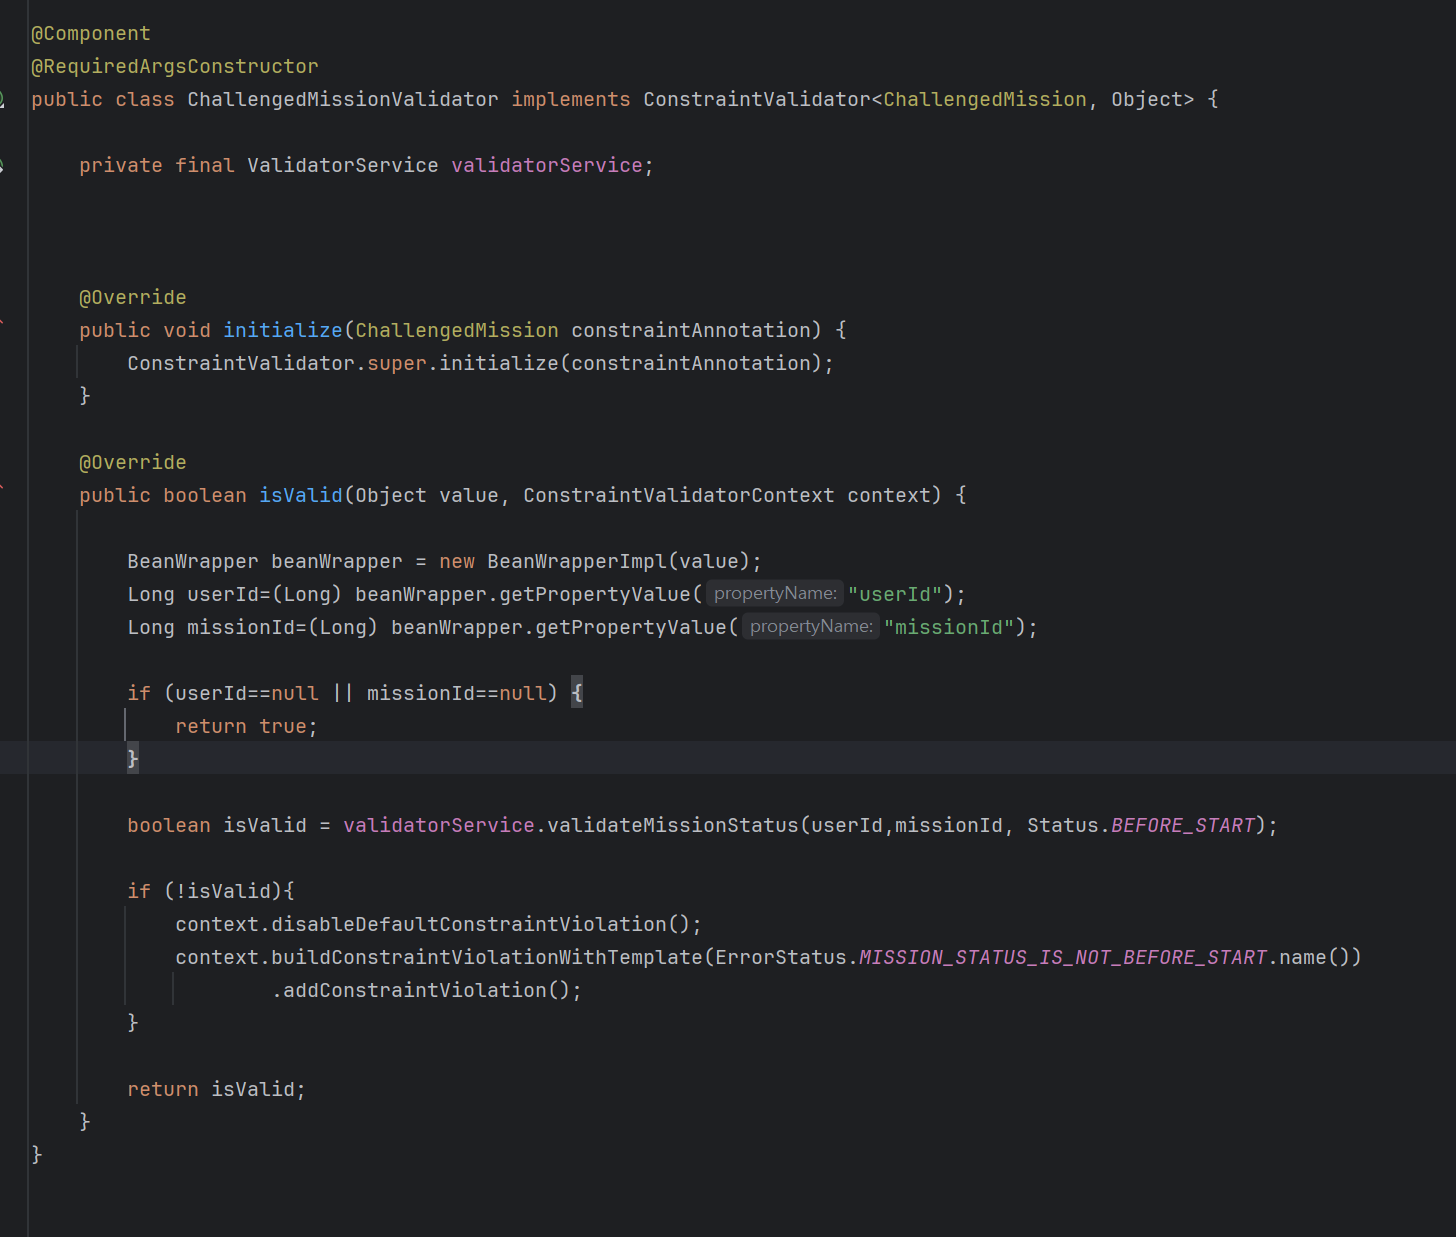 @Component
@RequiredArgsConstructor
public class ChallengedMissionValidator implements ConstraintValidator<ChallengedMission, Object> {
private final ValidatorService validatorService;
@Override
public void initialize(ChallengedMission constraintAnnotation) {
ConstraintValidator.super.initialize(constraintAnnotation);
}
@Override
public boolean isValid(Object value, ConstraintValidatorContext context) {
BeanWrapper beanWrapper = new BeanWrapperImpl(value);
Long userId=(Long) beanWrapper.getPropertyValue( propertyName: "userId");
Long missionId=(Long) beanWrapper.getPropertyValue( propertyName: "missionId");
if (userId==null || missionId==null) {
return true;
}
boolean isValid = validatorService.validateMissionStatus(userId,missionId, Status.BEFORE_START);
if (!isValid){
context.disableDefaultConstraintViolation();
context.buildConstraintViolationWithTemplate(ErrorStatus.MISSION_STATUS_IS_NOT_BEFORE_START.name())
.addConstraintViolation();
}
return isValid;
}
}